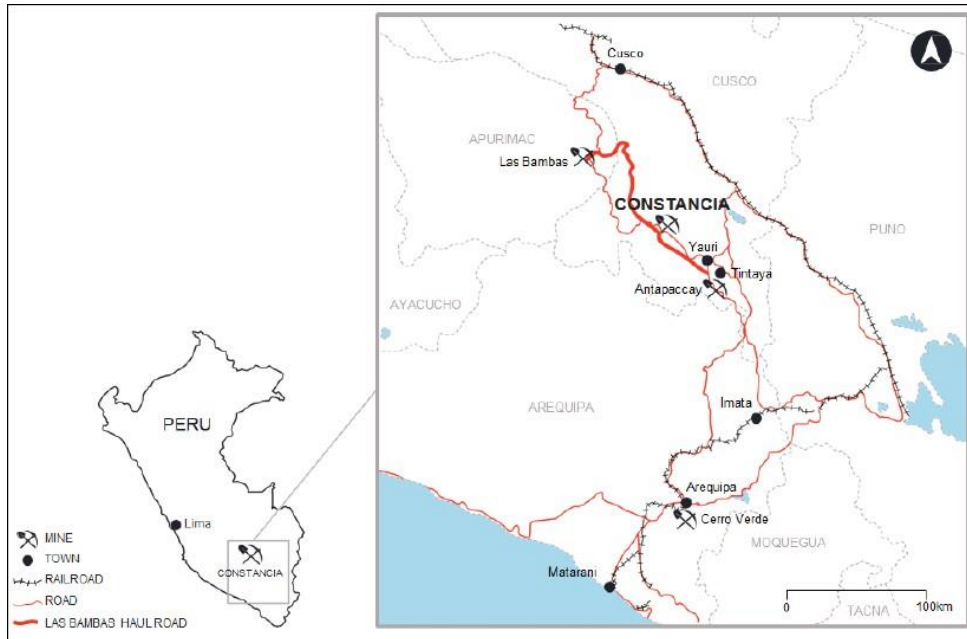 Cusco
CUSCO
APURIMAC
Las Bambas
CONSTANCIA
PUNO
Yauri
Tintaya
Antapaccay
AYACUCHO
AREQUIPA
Imata
PERU
Arequipa
Lima
Cerro Verde
MOQUEGUA
MINE
TOWN
CONSTANCIA
Matarani
RAILROAD
ROAD
0 100km
LAS BAMBAS HAUL ROAD
TACNA